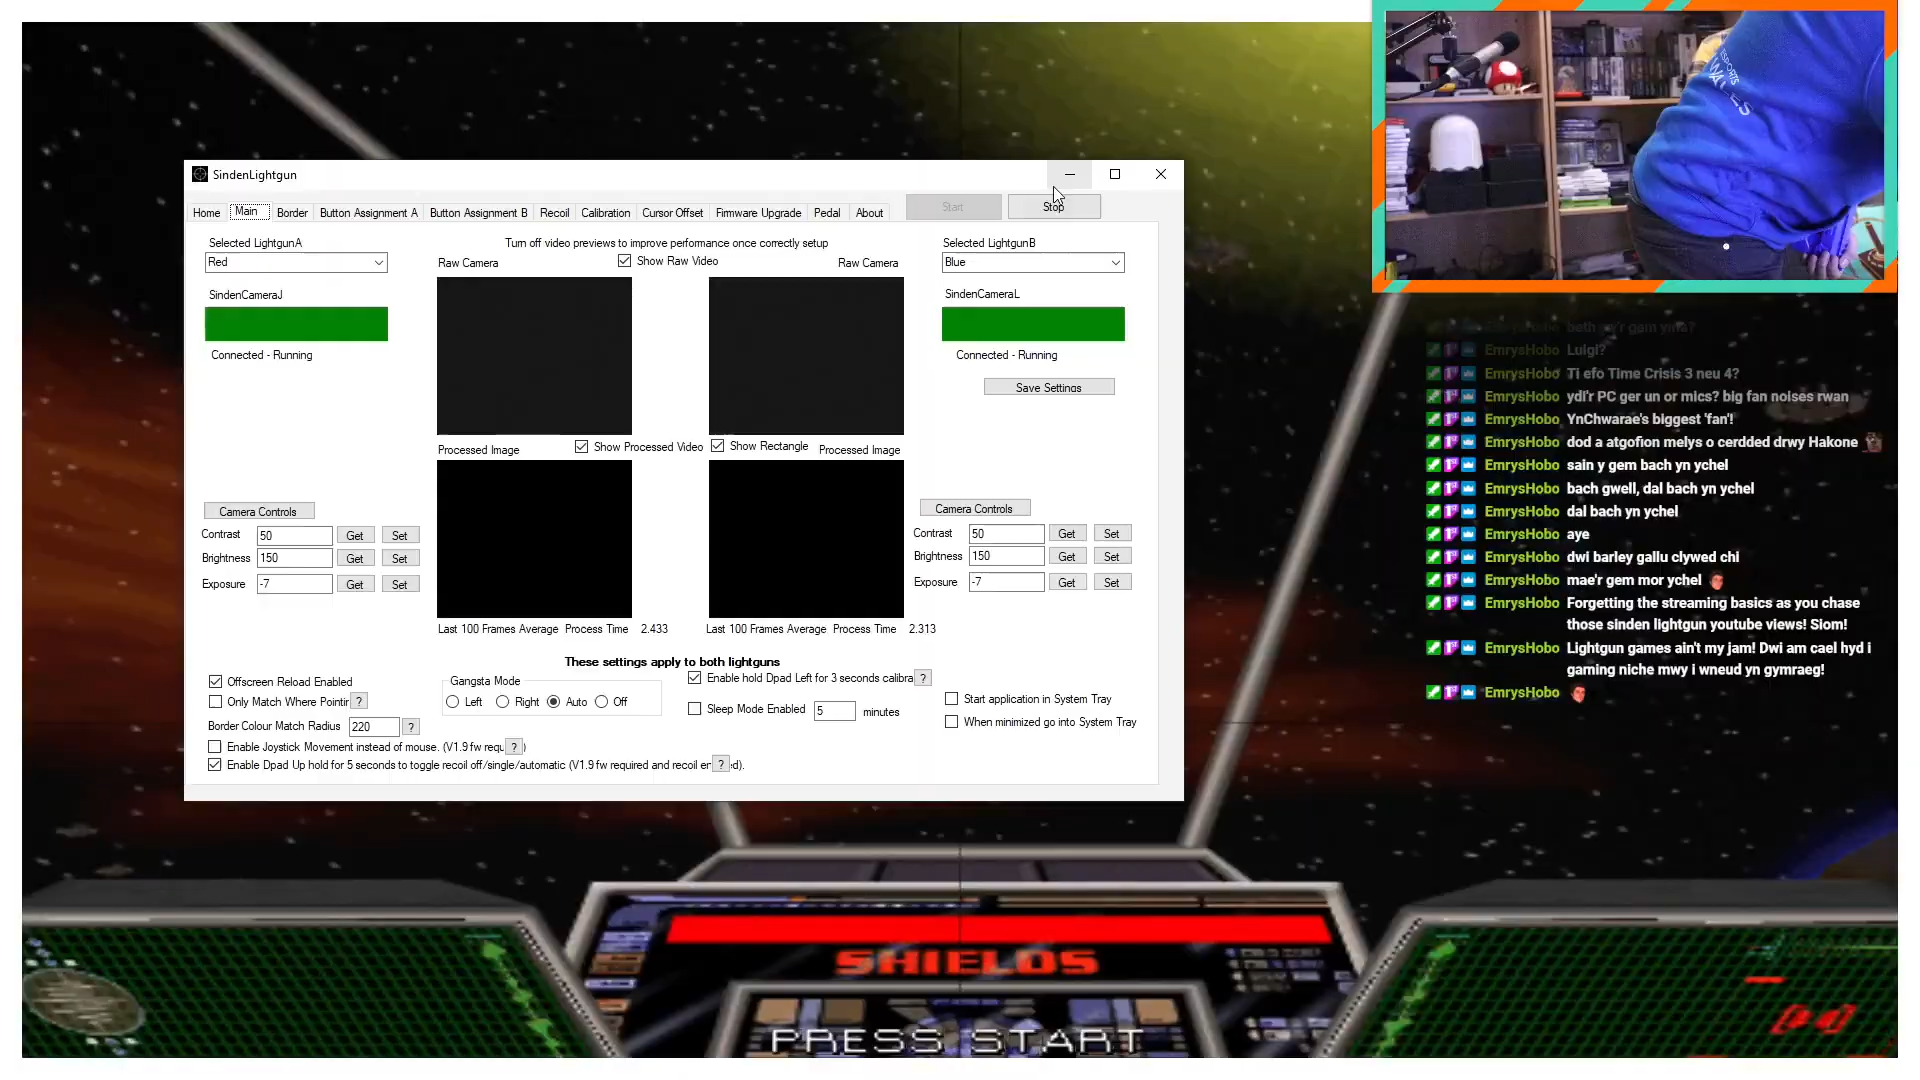 SindenLightgun
Home Main Border Button Assignment A Button Assignment B Recoil Calibration Cursor Offset Firmware Upgrade Pedal About Start Stop
Selected LightgunA
Red
SindenCameraJ
Connected - Running
Turn off video previews to improve performance once correctly setup
Raw Camera
Show Raw Video
Raw Camera
Selected LightgunB
Blue
SindenCameraL
Connected - Running
Save Settings
Processed Image
Show Processed Video
Show Rectangle
Processed Image
Camera Controls
Contrast 50 Get Set
Brightness 150 Get Set
Exposure -7 Get Set
Camera Controls
Contrast 50 Get Set
Brightness 150 Get Set
Exposure -7 Get Set
Last 100 Frames Average Process Time 2.433
Last 100 Frames Average Process Time 2.313
These settings apply to both lightguns
Offscreen Reload Enabled
Only Match Where Pointir ?
Border Colour Match Radius 220 ?
Enable Joystick Movement instead of mouse. (V1.9 fw requ ? )
Enable Dpad Up hold for 5 seconds to toggle recoil off/single/automatic (V1.9 fw required and recoil er ? d).
Gangsta Mode
Left Right Auto Off
Enable hold Dpad Left for 3 seconds calibra ?
Sleep Mode Enabled 5 minutes
Start application in System Tray
When minimized go into System Tray
ESPORTS
WALES
EmrysHobo Luigi?
EmrysHobo Ti efo Time Crisis 3 neu 4?
EmrysHobo ydi'r PC ger un or mics? big fan noises rwan
EmrysHobo YnChwarae's biggest 'fan'!
EmrysHobo dod a atgofion melys o cerdded drwy Hakone
EmrysHobo sain y gem bach yn ychel
EmrysHobo bach gwell, dal bach yn ychel
EmrysHobo dal bach yn ychel
EmrysHobo aye
EmrysHobo dwi barley gallu clywed chi
EmrysHobo mae'r gem mor ychel
EmrysHobo Forgetting the streaming basics as you chase
those sinden lightgun youtube views! Siom!
EmrysHobo Lightgun games ain't my jam! Dwi am cael hyd i
gaming niche mwy i wneud yn gymraeg!
EmrysHobo
SHIELDS
PRESS START